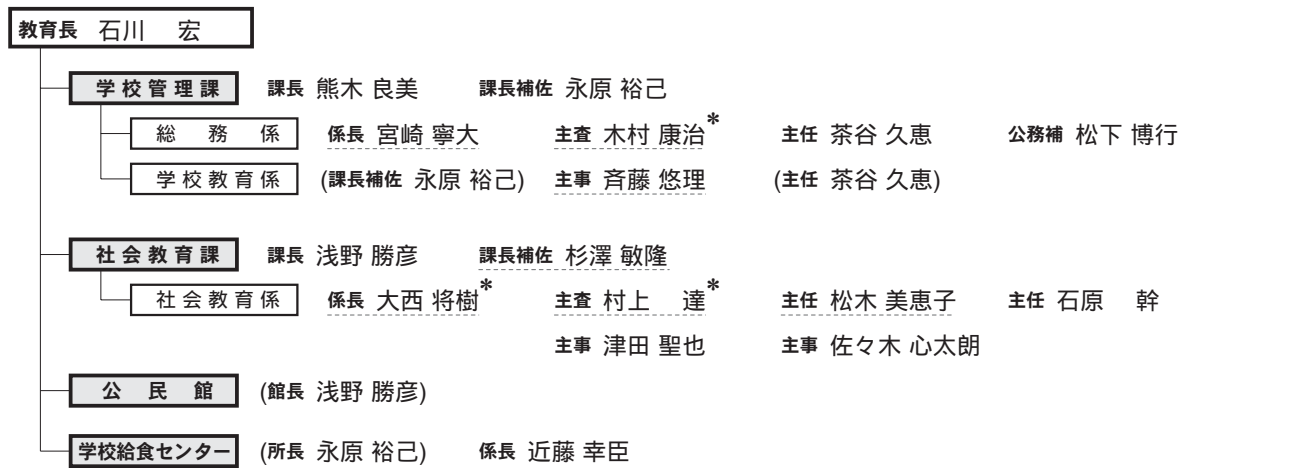 教育長 石川 宏
学校管理課 課長 熊木 良美 課長補佐 永原 裕己
総務係 係長 宮崎 寧大 主査 木村 康治* 主任 茶谷 久恵 公務補 松下 博行
学校教育係 (課長補佐 永原 裕己) 主事 斉藤 悠理 (主任 茶谷 久恵)
社会教育課 課長 浅野 勝彦 課長補佐 杉澤 敏隆
社会教育係 係長 大西 将樹* 主査 村上 達* 主任 松木 美恵子 主任 石原 幹
主事 津田 聖也 主事 佐々木 心太朗
公民館 (館長 浅野 勝彦)
学校給食センター (所長 永原 裕己) 係長 近藤 幸臣